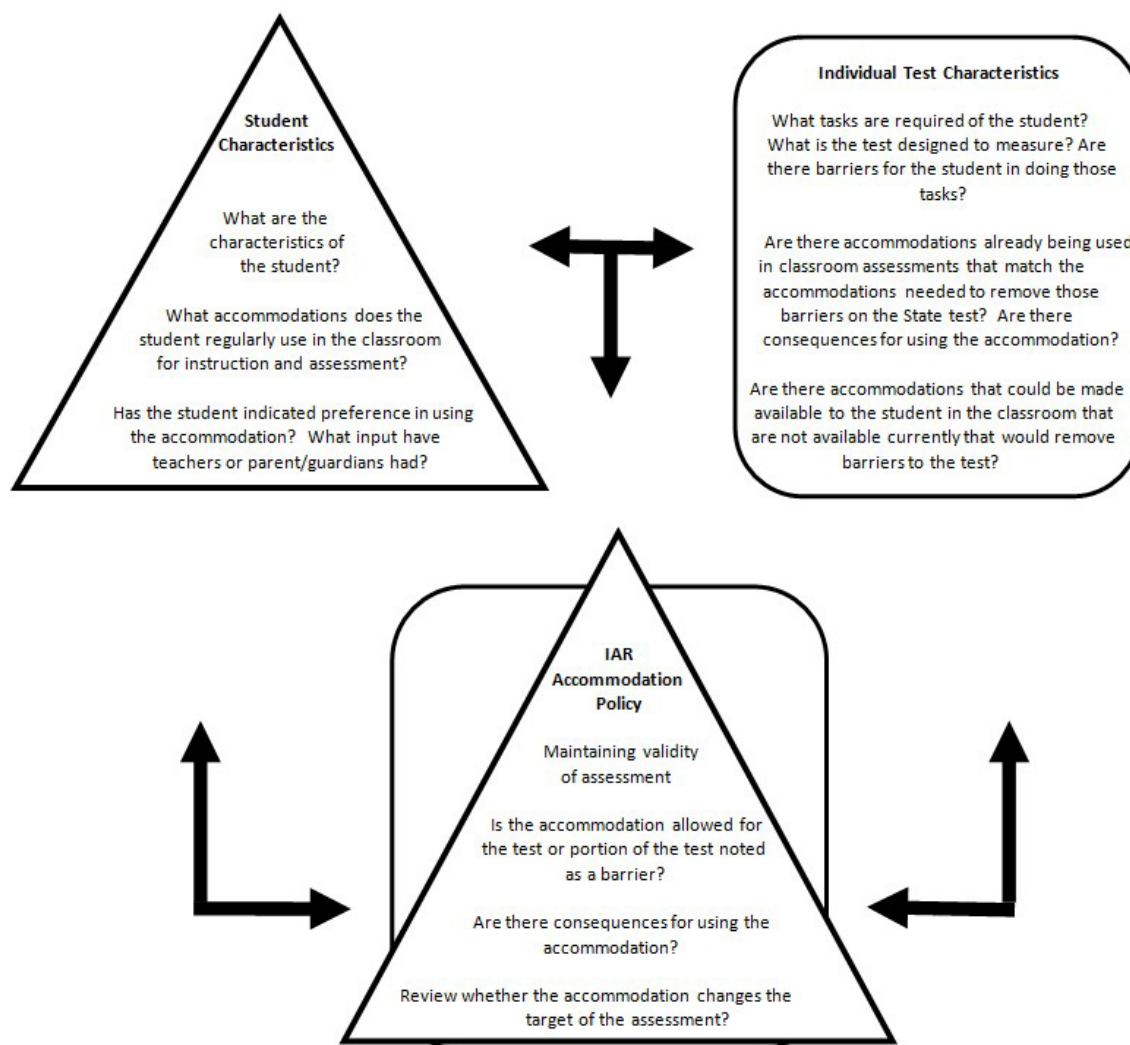 Student
Characteristics
What are the
characteristics of
the student?
What accommodations does the
student regularly use in the classroom
for instruction and assessment?
Has the student indicated preference in using
the accommodation? What input have
teachers or parent/guardians had?
Individual Test Characteristics
What tasks are required of the student?
What is the test designed to measure? Are
there barriers for the student in doing those
tasks?
Are there accommodations already being used
in classroom assessments that match the
accommodations needed to remove those
barriers on the State test? Are there
consequences for using the accommodation?
Are there accommodations that could be made
available to the student in the classroom that
are not available currently that would remove
barriers to the test?
IAR
Accommodation
Policy
Maintaining validity
of assessment
Is the accommodation allowed for
the test or portion of the test noted
as a barrier?
Are there consequences for using the
accommodation?
Review whether the accommodation changes the
target of the assessment?